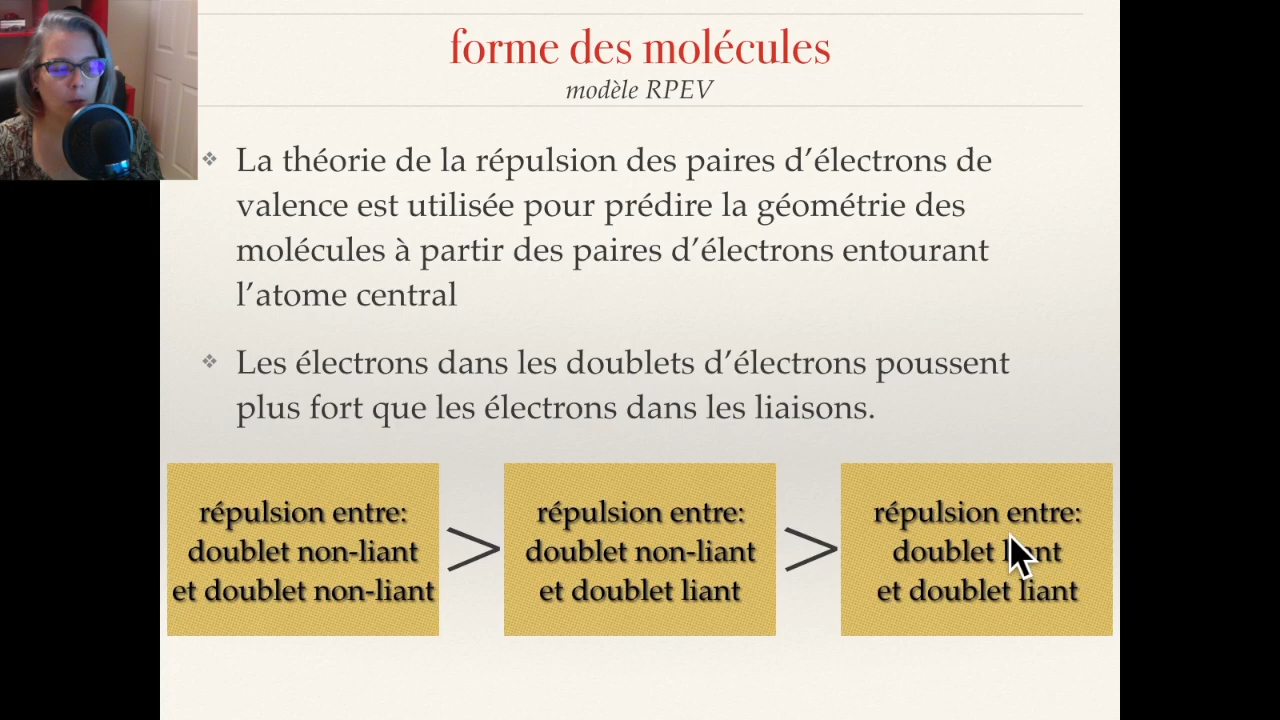 forme des molécules
modèle RPEV
La théorie de la répulsion des paires d’électrons de
valence est utilisée pour prédire la géométrie des
molécules à partir des paires d’électrons entourant
l’atome central
Les électrons dans les doublets d’électrons poussent
plus fort que les électrons dans les liaisons.
répulsion entre:
doublet non-liant
et doublet non-liant
>
répulsion entre:
doublet non-liant
et doublet liant
>
répulsion entre:
doublet liant
et doublet liant